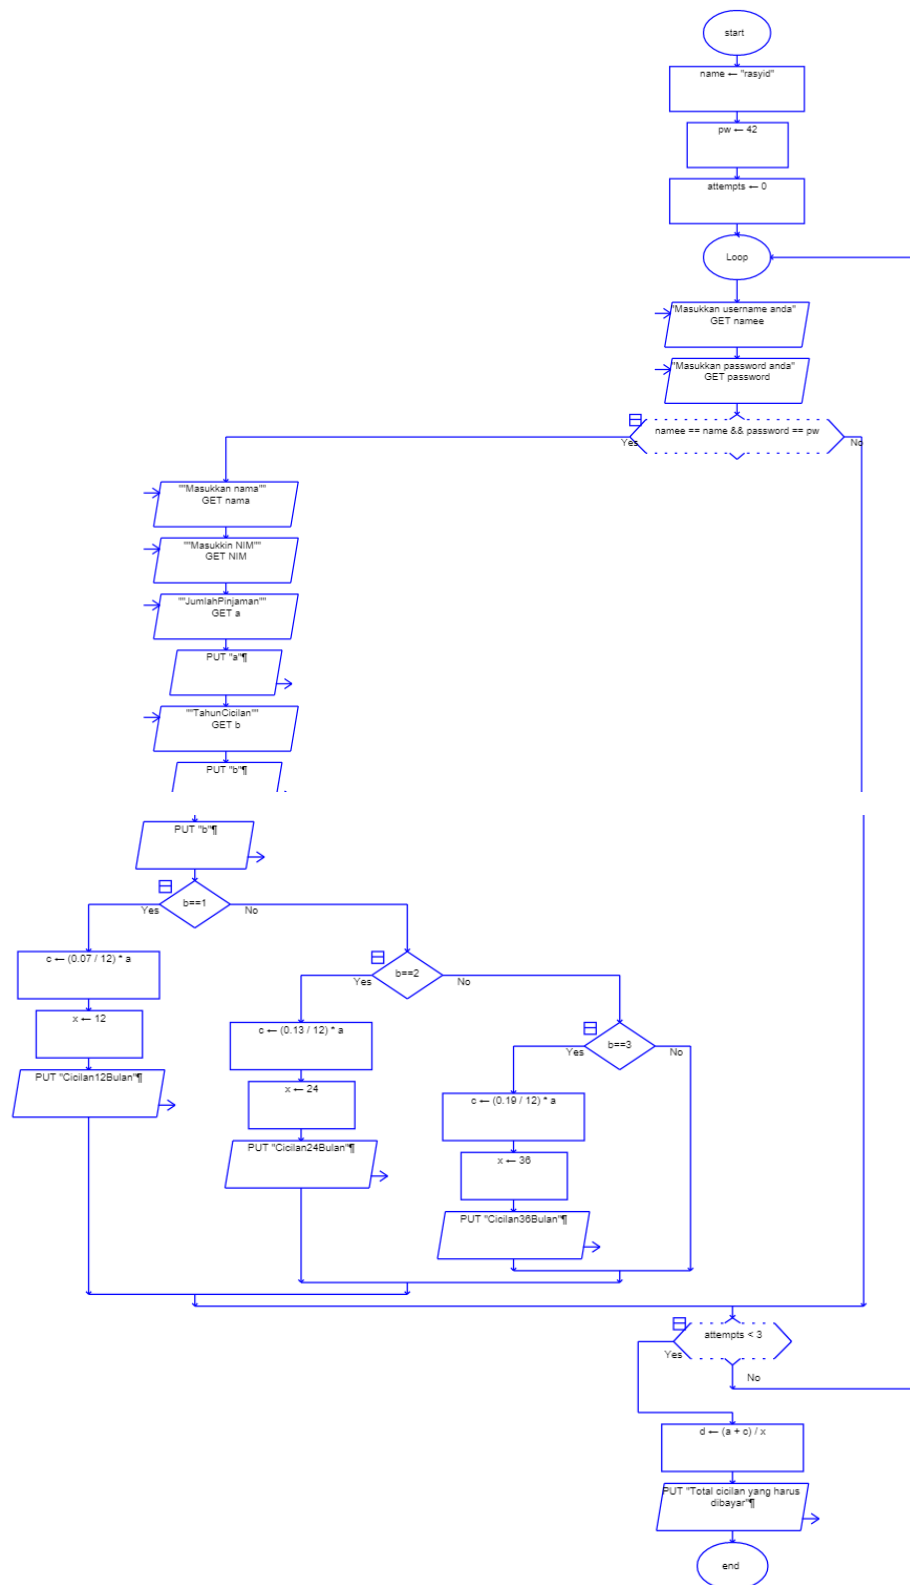 start
name ← "rasyid"
pw ← 42
attempts ← 0
Loop
"Masukkan username anda"
GET namee
"Masukkan password anda"
GET password
namee == name && password == pw
Yes
No
""Masukkan nama""
GET nama
""Masukkin NIM""
GET NIM
""JumlahPinjaman""
GET a
PUT "a"¶
""TahunCicilan""
GET b
PUT "b"¶
PUT "b"¶
b==1
Yes
No
c ← (0.07 / 12) * a
x ← 12
PUT "Cicilan12Bulan"¶
b==2
Yes
No
c ← (0.13 / 12) * a
x ← 24
PUT "Cicilan24Bulan"¶
b==3
Yes
No
c ← (0.19 / 12) * a
x ← 36
PUT "Cicilan36Bulan"¶
attempts < 3
Yes
No
d ← (a + c) / x
PUT "Total cicilan yang harus
dibayar"¶
end